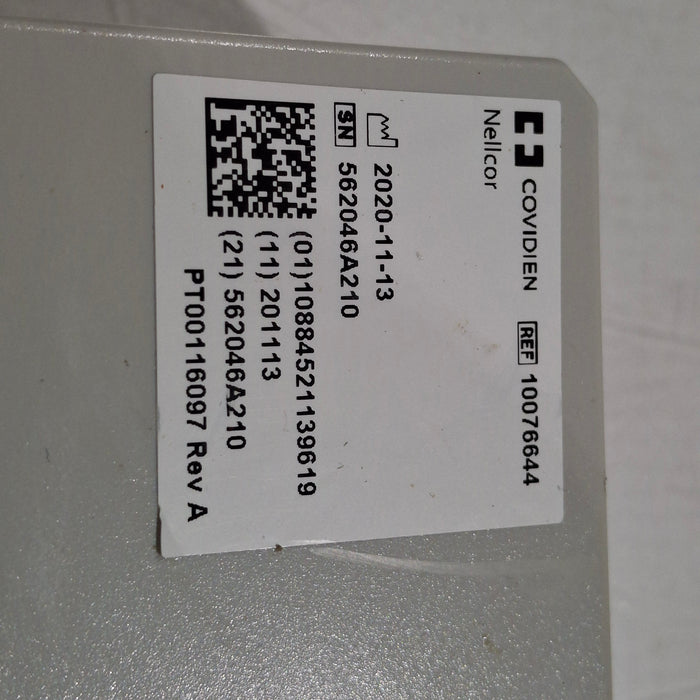 COVIDIEN REF 10076644
Nellcor
2020-11-13
SN 562046A210
(01)10884521139619
(11) 201113
(21) 562046A210
PT00116097 Rev A